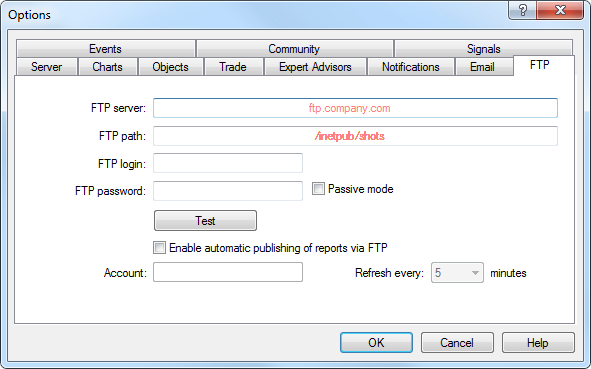 Options
Events Community Signals
Server Charts Objects Trade Expert Advisors Notifications Email FTP
FTP server: ftp.company.com
FTP path: /inetpub/shots
FTP login:
FTP password: Passive mode
Test
Enable automatic publishing of reports via FTP
Account: Refresh every: 5 minutes
OK Cancel Help